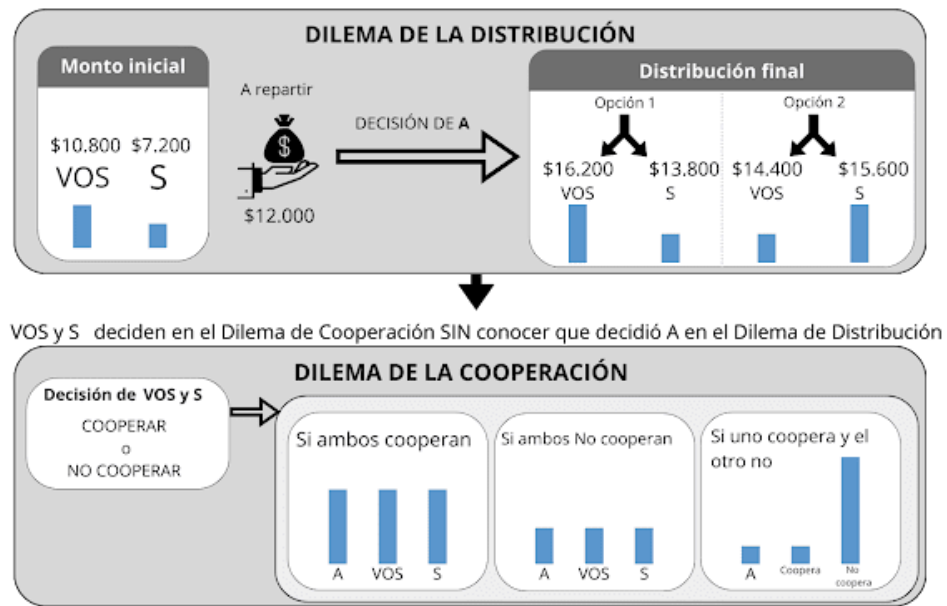 DILEMA DE LA DISTRIBUCIÓN
Monto inicial
$10.800 $7.200
VOS S
A repartir
$
$12.000
DECISIÓN DE A
Distribución final
Opción 1
Opción 2
$16.200 $13.800 $14.400 $15.600
VOS S VOS S
VOS y S deciden en el Dilema de Cooperación SIN conocer que decidió A en el Dilema de Distribución
DILEMA DE LA COOPERACIÓN
Decisión de VOS y S
COOPERAR
o
NO COOPERAR
Si ambos cooperan
A VOS S
Si ambos No cooperan
A VOS S
Si uno coopera y el
otro no
A Coopera No
coopera